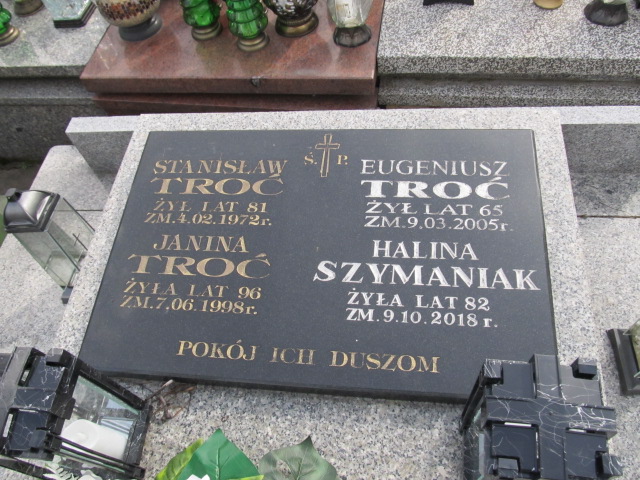 Ś. P.
STANISŁAW
TROĆ
ŻYŁ LAT 81
ZM.4.02.1972r.
JANINA
TROĆ
ŻYŁA LAT 96
ZM.7,06.1998r.
EUGENIUSZ
TROĆ
ŻYŁ LAT 65
ZM.9.03.2005r.
HALINA
SZYMANIAK
ŻYŁA LAT 82
ZM.9.10.2018 r.
POKÓJ ICH DUSZOM